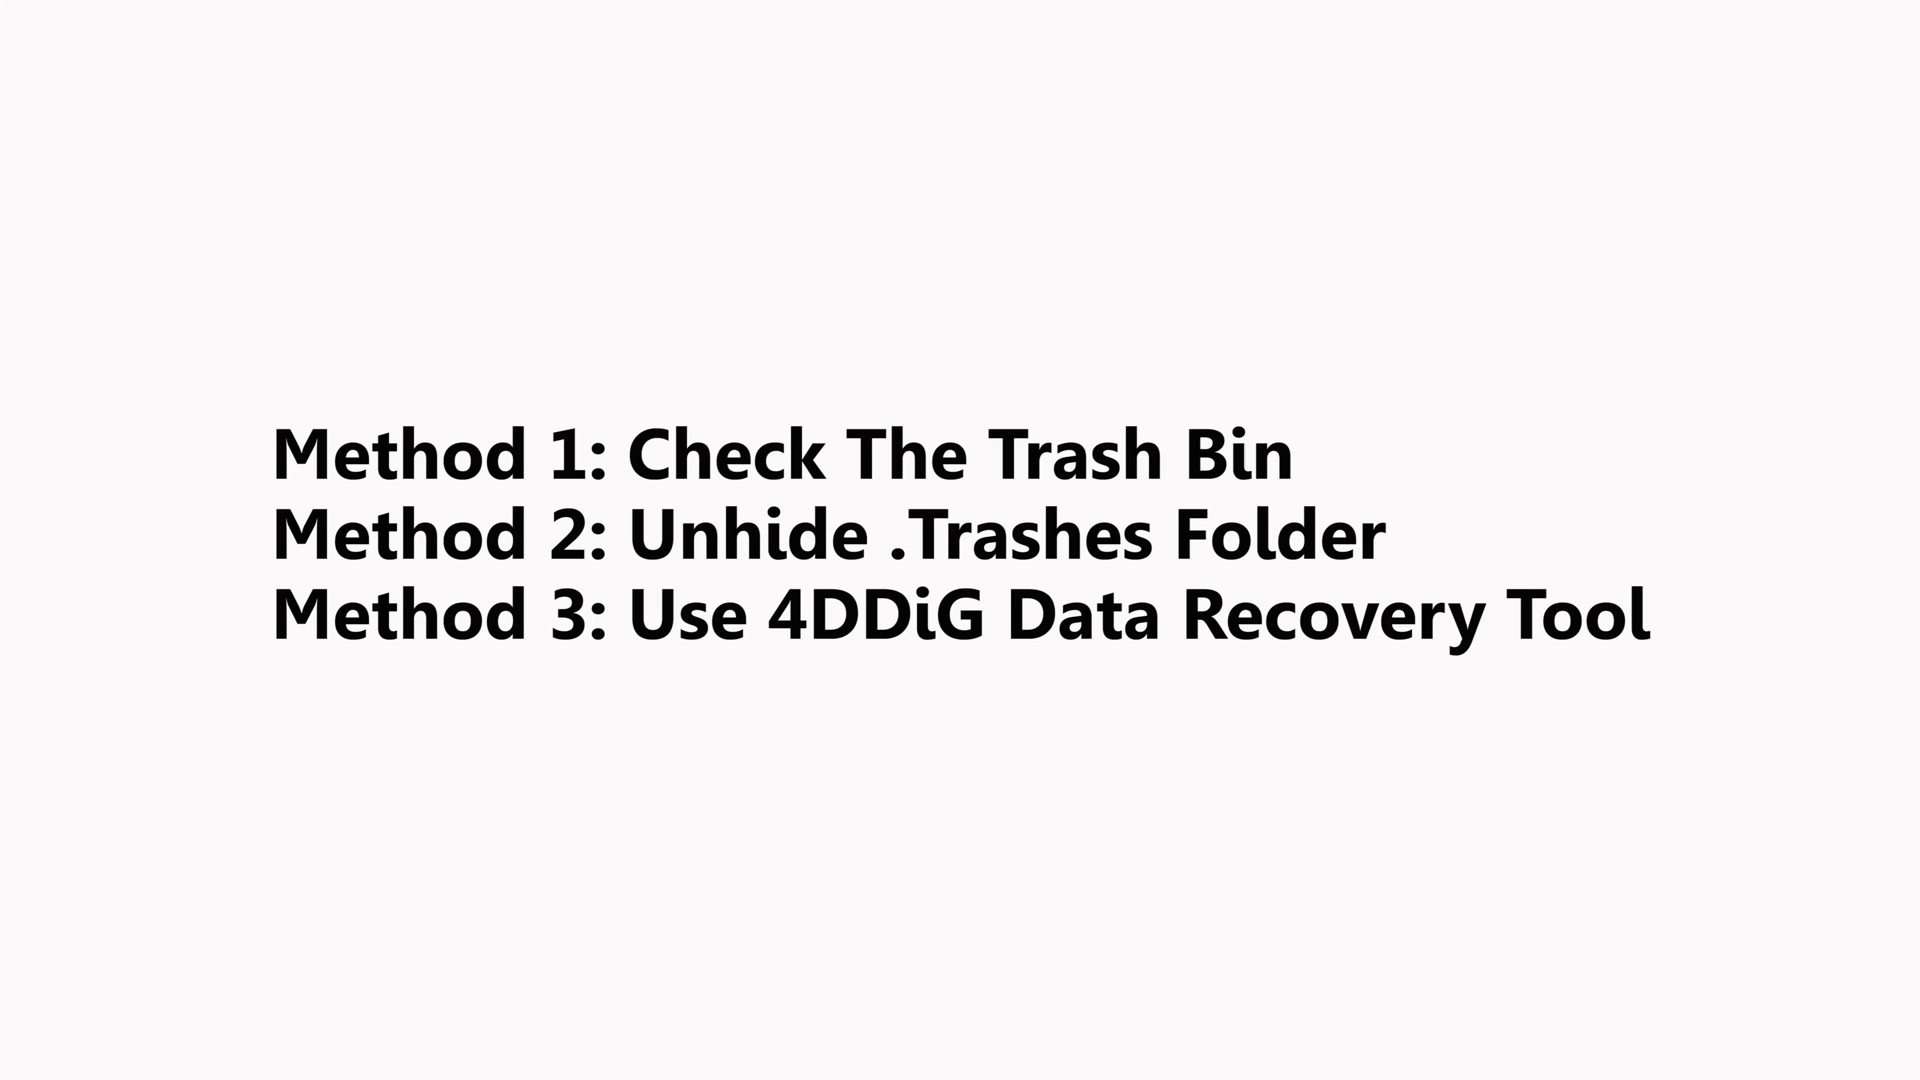 Method 1: Check The Trash Bin
Method 2: Unhide .Trashes Folder
Method 3: Use 4DDiG Data Recovery Tool